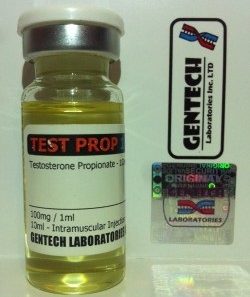 TEST PROP
Testosterone Propionate -
100mg / 1ml
10ml - Intramuscular Injection
GENTECH LABORATORIES
GENTECH
Laboratories Inc. LTD
ORIGINAL
LABORATORIES